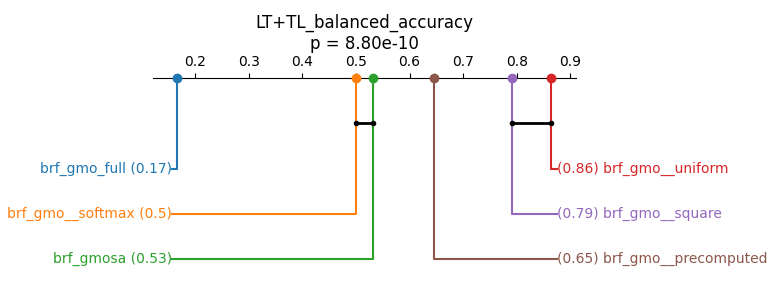 LT+TL_balanced_accuracy
p = 8.80e-10
0.2 0.3 0.4 0.5 0.6 0.7 0.8 0.9
brf_gmo_full (0.17) (0.86) brf_gmo__uniform
brf_gmo__softmax (0.5) (0.79) brf_gmo__square
brf_gmosa (0.53) (0.65) brf_gmo__precomputed